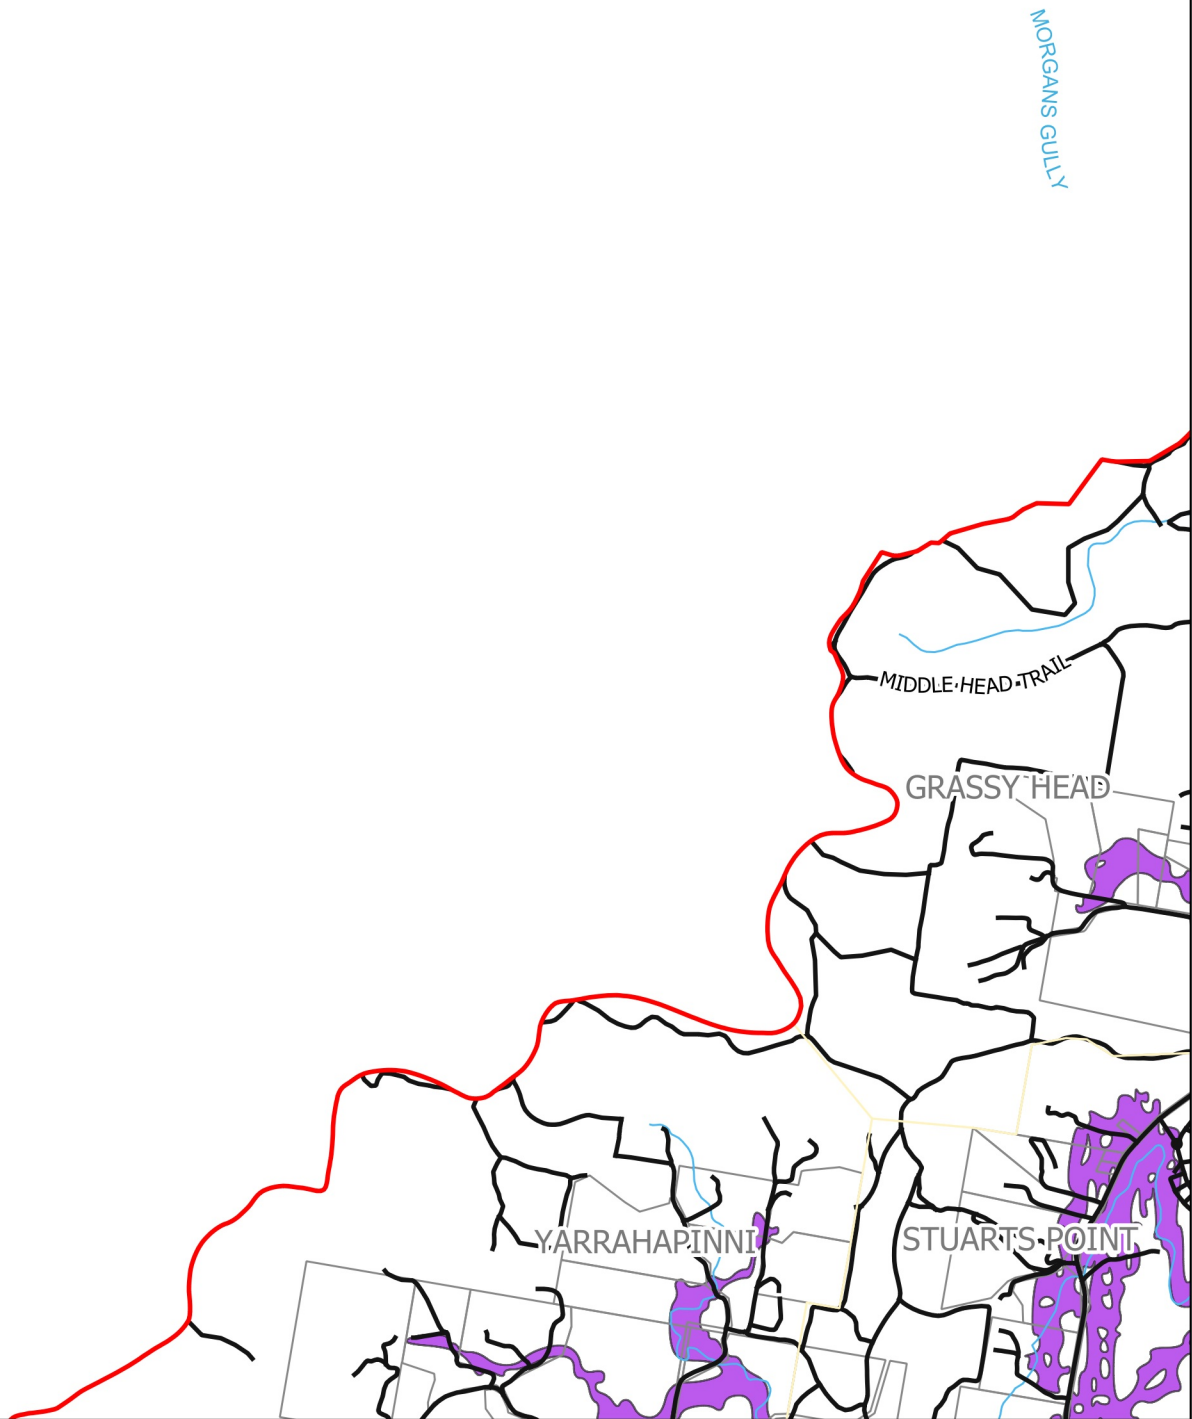 MORGANS GULLY
MIDDLE HEAD TRAIL
GRASSY HEAD
YARRAHAPINNI
STUARTS POINT